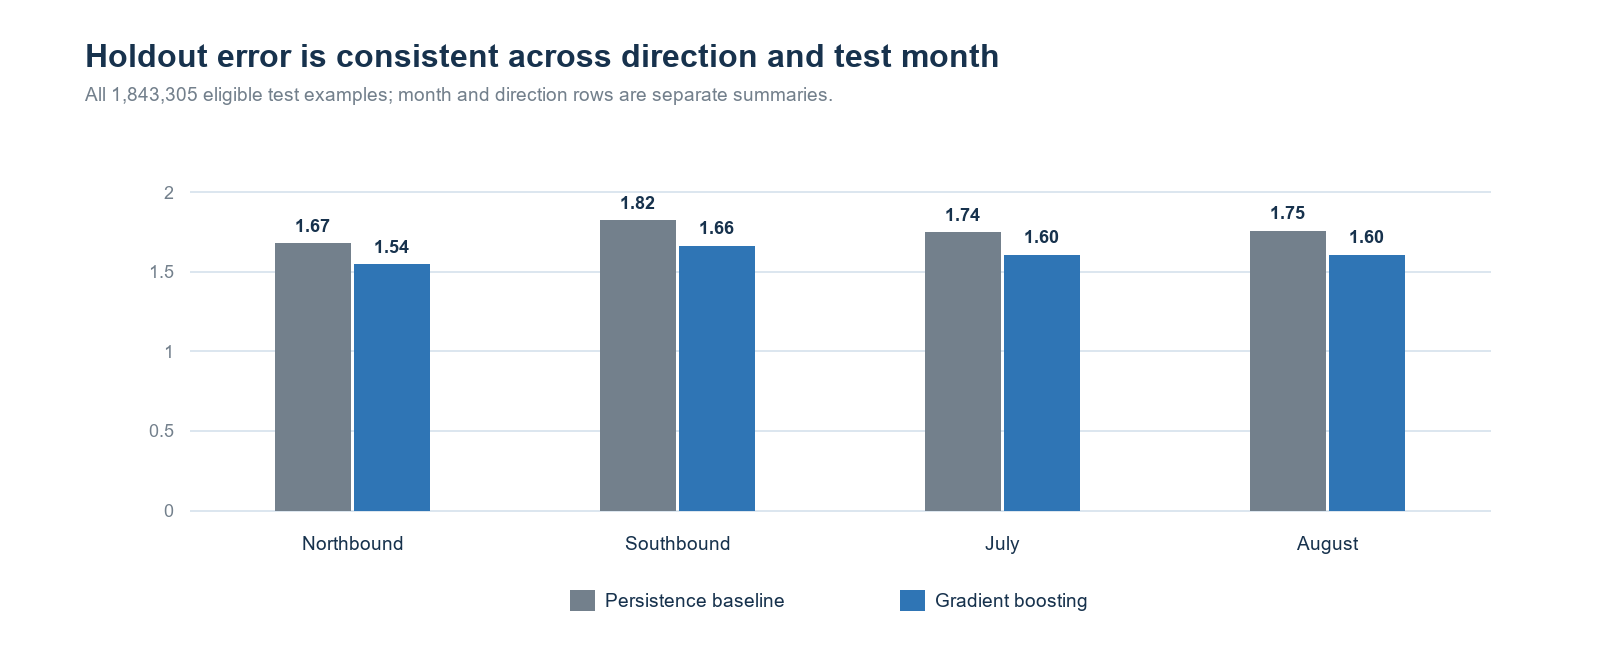 Holdout error is consistent across direction and test month
All 1,843,305 eligible test examples; month and direction rows are separate summaries.
2
1.5
1
0.5
0
1.67
1.54
1.82
1.66
1.74
1.60
1.75
1.60
Northbound
Southbound
July
August
Persistence baseline
Gradient boosting